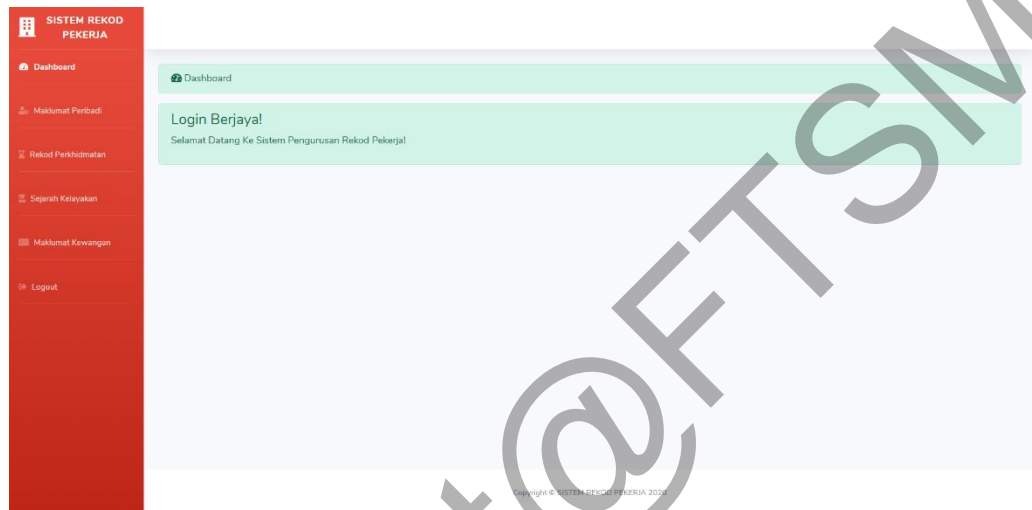 SISTEM REKOD
PEKERJA
Dashboard
Maklumat Peribadi
Rekod Perkhidmatan
Sejarah Kelayakan
Maklumat Kewangan
Logout
Dashboard
Login Berjaya!
Selamat Datang Ke Sistem Pengurusan Rekod Pekerja!
Copyright © SISTEM REKOD PEKERJA 2020
t@FTSM